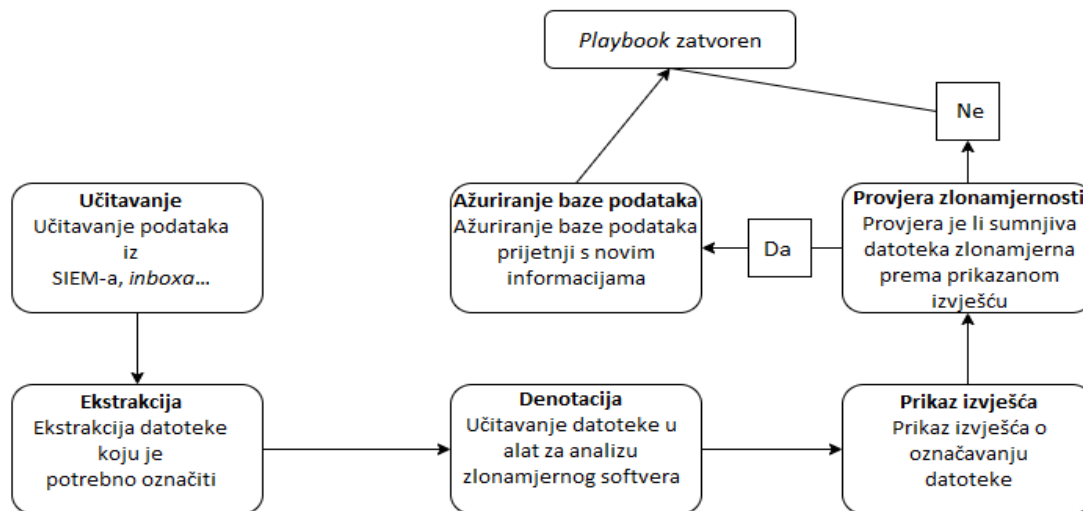 Playbook zatvoren
Ne
Učitavanje
Učitavanje podataka
iz
SIEM-a, inboxa...
Ažuriranje baze podataka
Ažuriranje baze podataka
prijetnji s novim
informacijama
Da
Provjera zlonamjernosti
Provjera je li sumnjiva
datoteka zlonamjerna
prema prikazanom
izvješću
Ekstrakcija
Ekstrakcija datoteke
koju je
potrebno označiti
Denotacija
Učitavanje datoteke u
alat za analizu
zlonamjernog softvera
Prikaz izvješća
Prikaz izvješća o
označavanju
datoteke